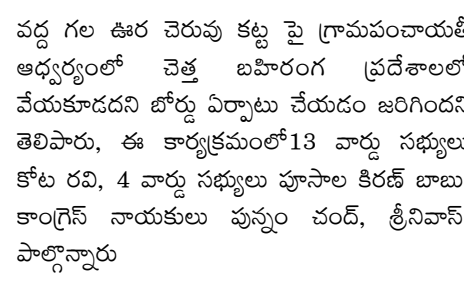 వద్ద గల ఊర చెరువు కట్ట పై గ్రామపంచాయతీ
ఆధ్వర్యంలో చెత్త బహిరంగ ప్రదేశాలలో
వేయకూడదని బోర్డు ఏర్పాటు చేయడం జరిగిందని
తెలిపారు, ఈ కార్యక్రమంలో13 వార్డు సభ్యులు
కోట రవి, 4 వార్డు సభ్యులు పూసాల కిరణ్ బాబు
కాంగ్రెస్ నాయకులు పున్నం చంద్, శ్రీనివాస్
పాల్గొన్నారు